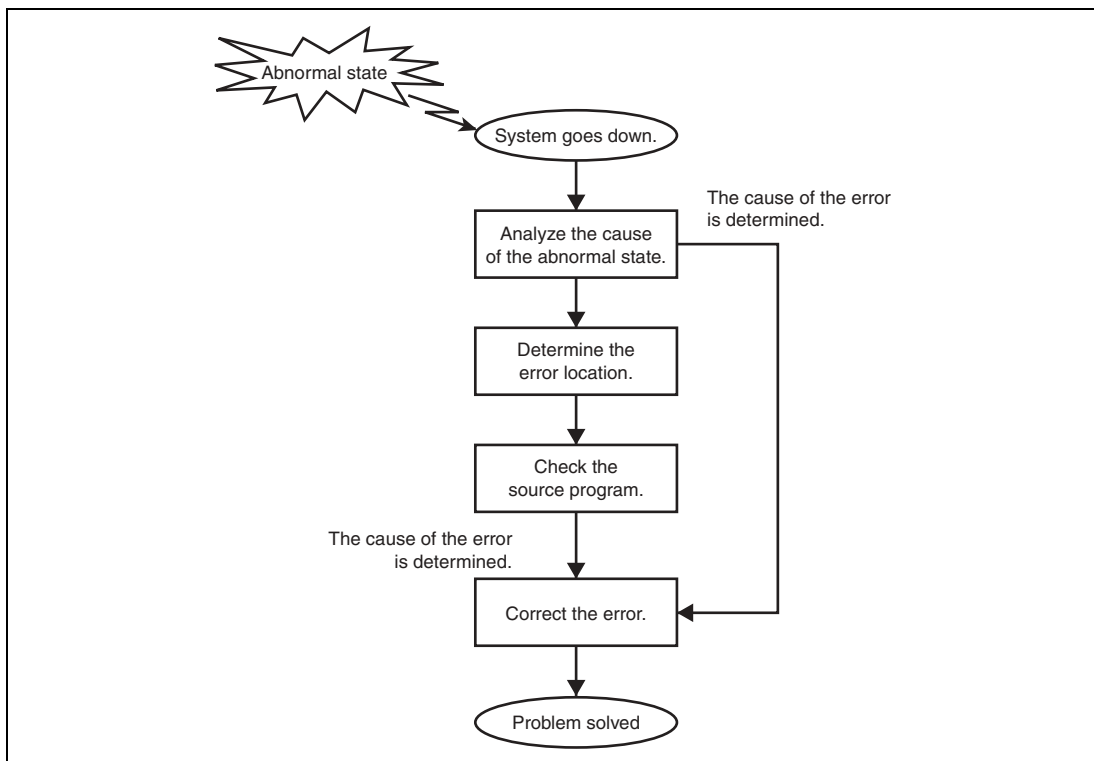 Abnormal state
System goes down.
The cause of the error
is determined.
Analyze the cause
of the abnormal state.
Determine the
error location.
Check the
source program.
The cause of the error
is determined.
Correct the error.
Problem solved